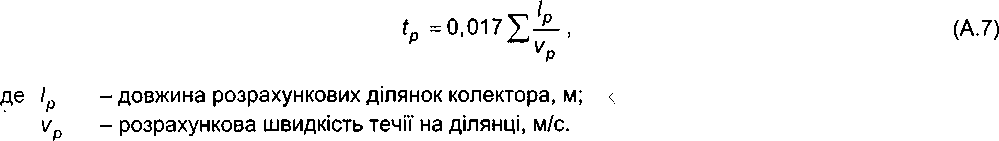 t_p = 0,017 ∑ l_p / v_p , (А.7)
де l_p – довжина розрахункових ділянок колектора, м;
v_p – розрахункова швидкість течії на ділянці, м/с.